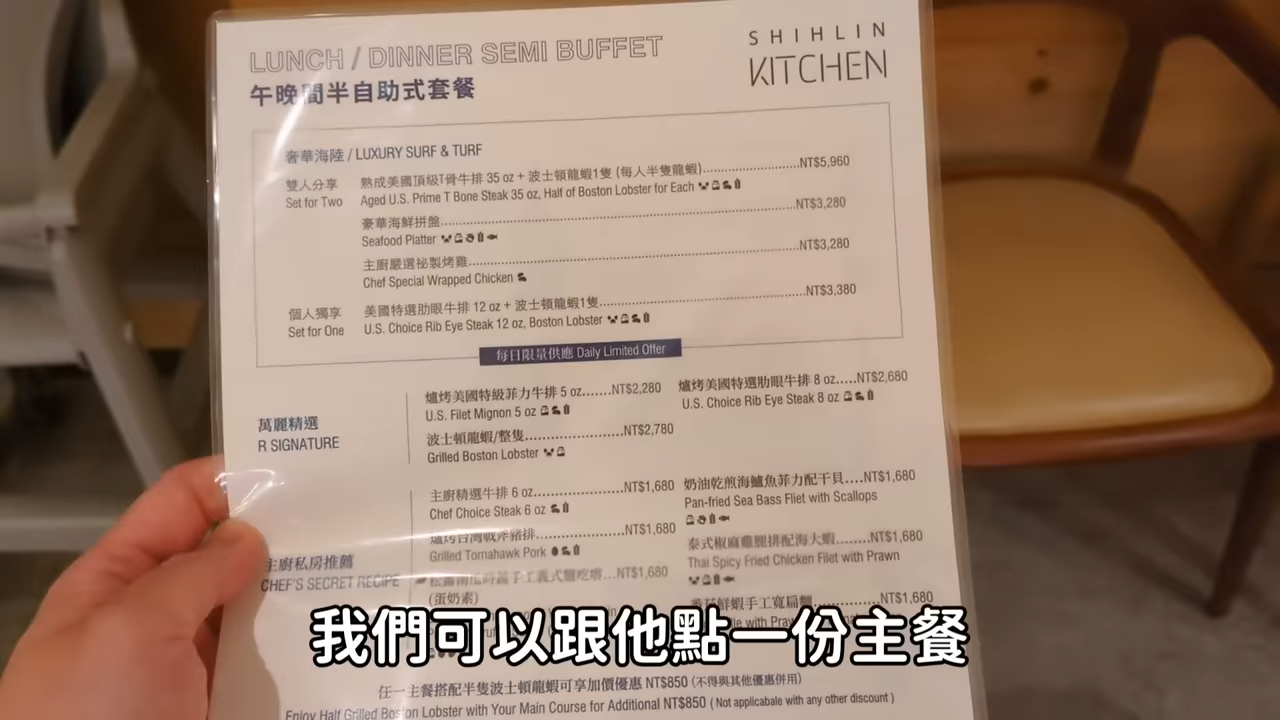 LUNCH / DINNER SEMI BUFFET
午晚間半自助式套餐
SHIHLIN
KITCHEN
奢華海陸 / LUXURY SURF & TURF
雙人分享
Set for Two
熟成美國頂級T骨牛排 35 oz + 波士頓龍蝦1隻 (每人半隻龍蝦)..........NT$5,960
Aged U.S. Prime T Bone Steak 35 oz, Half of Boston Lobster for Each
豪華海鮮拼盤..........NT$3,280
Seafood Platter
主廚嚴選祕製烤雞..........NT$3,280
Chef Special Wrapped Chicken
個人獨享
Set for One
美國特選肋眼牛排 12 oz + 波士頓龍蝦1隻..........NT$3,380
U.S. Choice Rib Eye Steak 12 oz, Boston Lobster
每日限量供應 Daily Limited Offer
萬麗精選
R SIGNATURE
爐烤美國特級菲力牛排 5 oz.......NT$2,280
U.S. Filet Mignon 5 oz
爐烤美國特選肋眼牛排 8 oz.....NT$2,680
U.S. Choice Rib Eye Steak 8 oz
波士頓龍蝦/整隻..........NT$2,780
Grilled Boston Lobster
主廚私房推薦
CHEF'S SECRET RECIPE
主廚精選牛排 6 oz..........NT$1,680
Chef Choice Steak 6 oz
奶油乾煎海鱸魚菲力配干貝....NT$1,680
Pan-fried Sea Bass Fliet with Scallops
爐烤台灣戰斧豬排..........NT$1,680
Grilled Tomahawk Pork
泰式椒麻雞腿排配海大蝦..........NT$1,680
Thai Spicy Fried Chicken Filet with Prawn
NT$1,680
(蛋奶素)
鮮蝦手工寬扁麵..........NT$1,680
with Prawn
我們可以跟他點一份主餐
任一主餐搭配半隻波士頓龍蝦可享加價優惠 NT$850 (不得與其他優惠併用)
Enjoy Half Grilled Boston Lobster with Your Main Course for Additional NT$850 ( Not applicabale with any other discount )